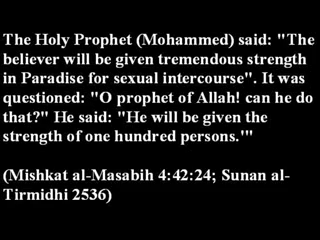 The Holy Prophet (Mohammed) said: "The
believer will be given tremendous strength
in Paradise for sexual intercourse". It was
questioned: "O prophet of Allah! can he do
that?" He said: "He will be given the
strength of one hundred persons.'"
(Mishkat al-Masabih 4:42:24; Sunan al-
Tirmidhi 2536)